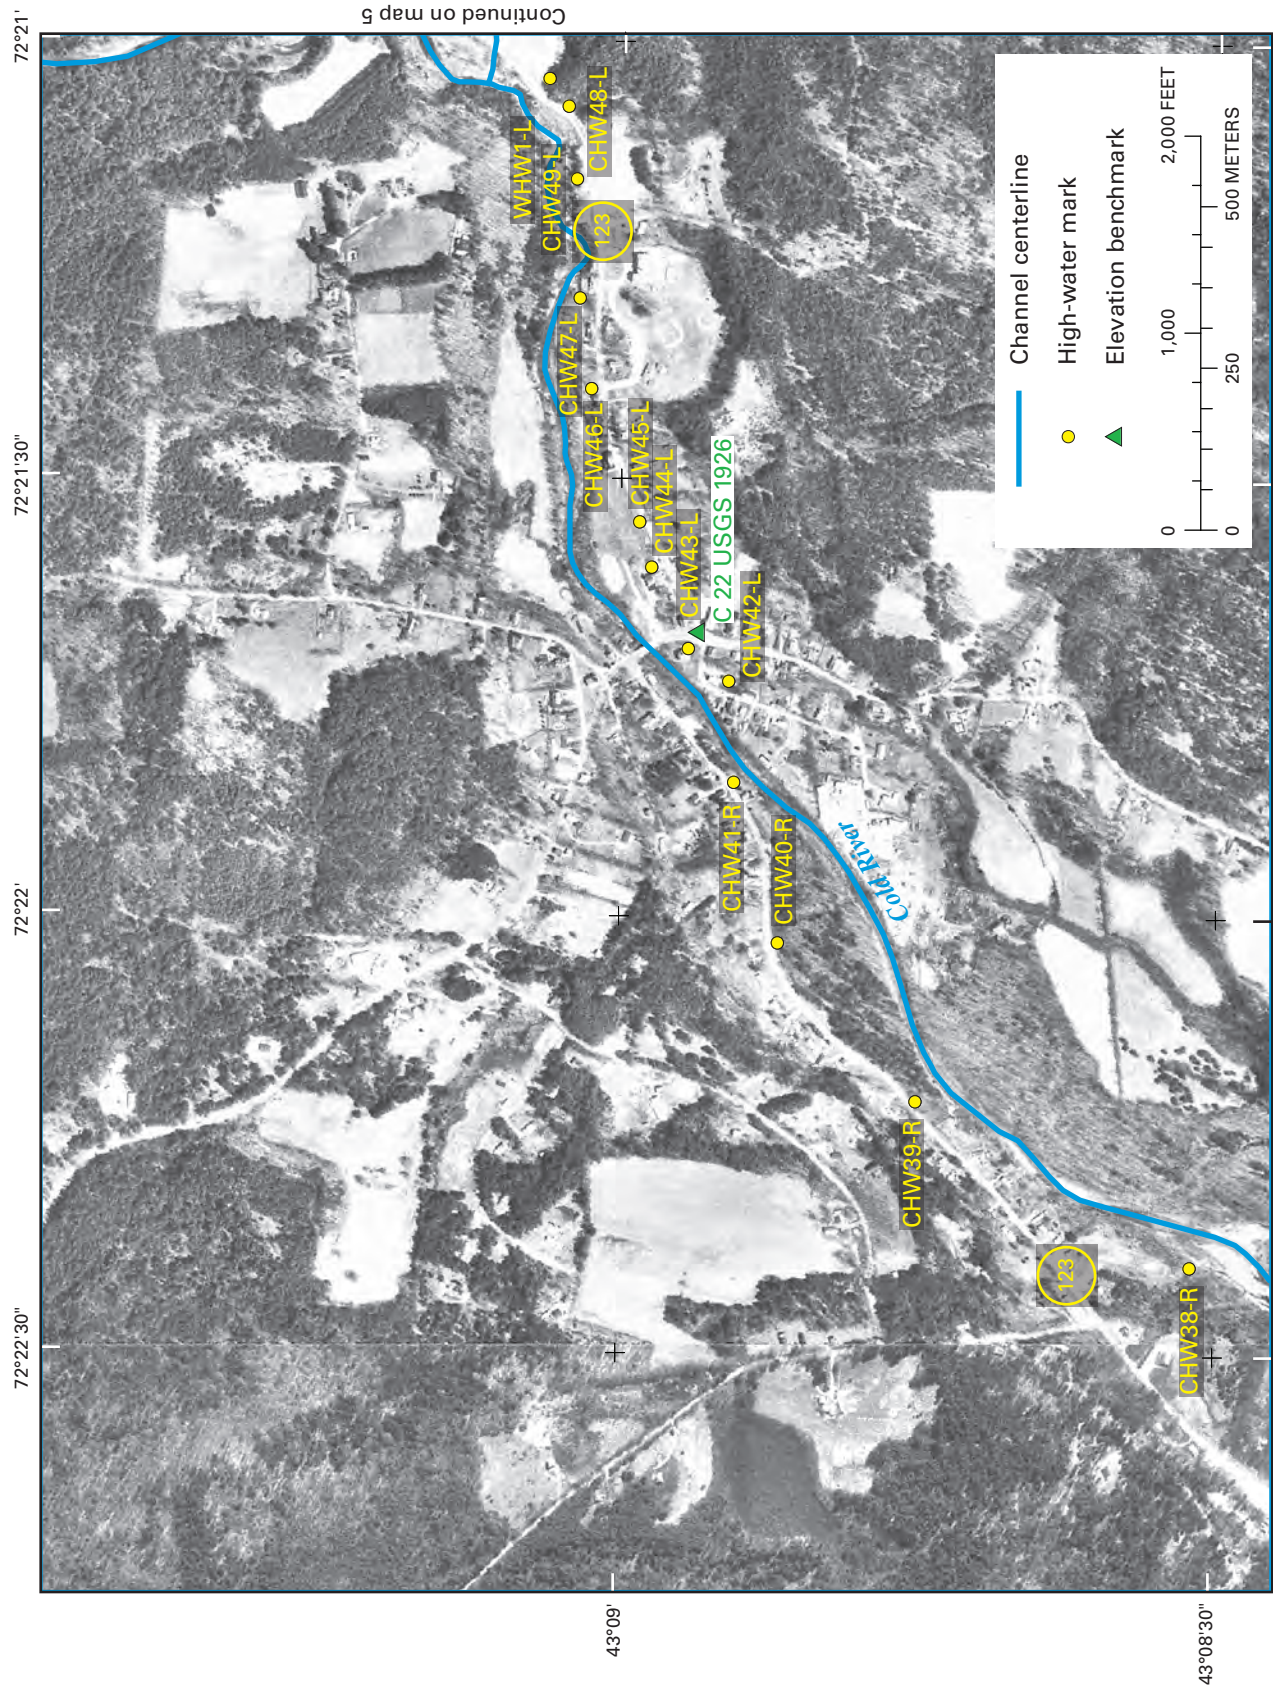 72°22'30"
72°22'
72°21'30"
72°21'
Continued on map 5
43°09'
43°08'30"
WHW1-L
CHW49-L
CHW48-L
123
CHW47-L
CHW46-L
CHW45-L
CHW44-L
CHW43-L
C 22 USGS 1926
CHW42-L
CHW41-R
CHW40-R
Cold River
CHW39-R
123
CHW38-R
Channel centerline
High-water mark
Elevation benchmark
0 1,000 2,000 FEET
0 250 500 METERS